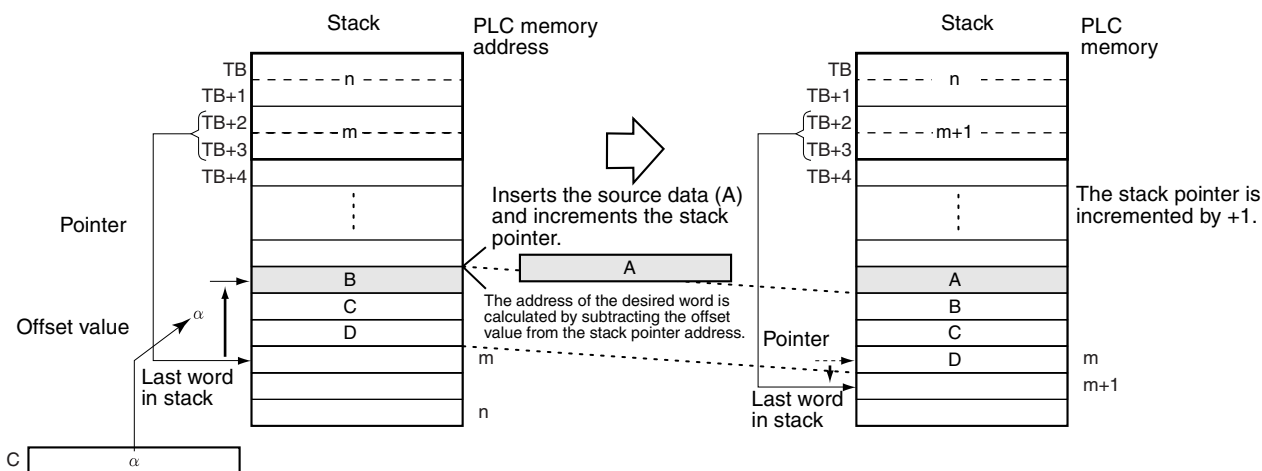 Stack
PLC memory
address
TB
TB+1
TB+2
TB+3
TB+4
n
m
Pointer
Offset value
α
B
C
D
m
n
Last word
in stack
C
α
Inserts the source data (A)
and increments the stack
pointer.
A
The address of the desired word is
calculated by subtracting the offset
value from the stack pointer address.
Stack
PLC
memory
TB
TB+1
TB+2
TB+3
TB+4
n
m+1
The stack pointer is
incremented by +1.
A
B
C
D
Pointer
m
m+1
Last word
in stack